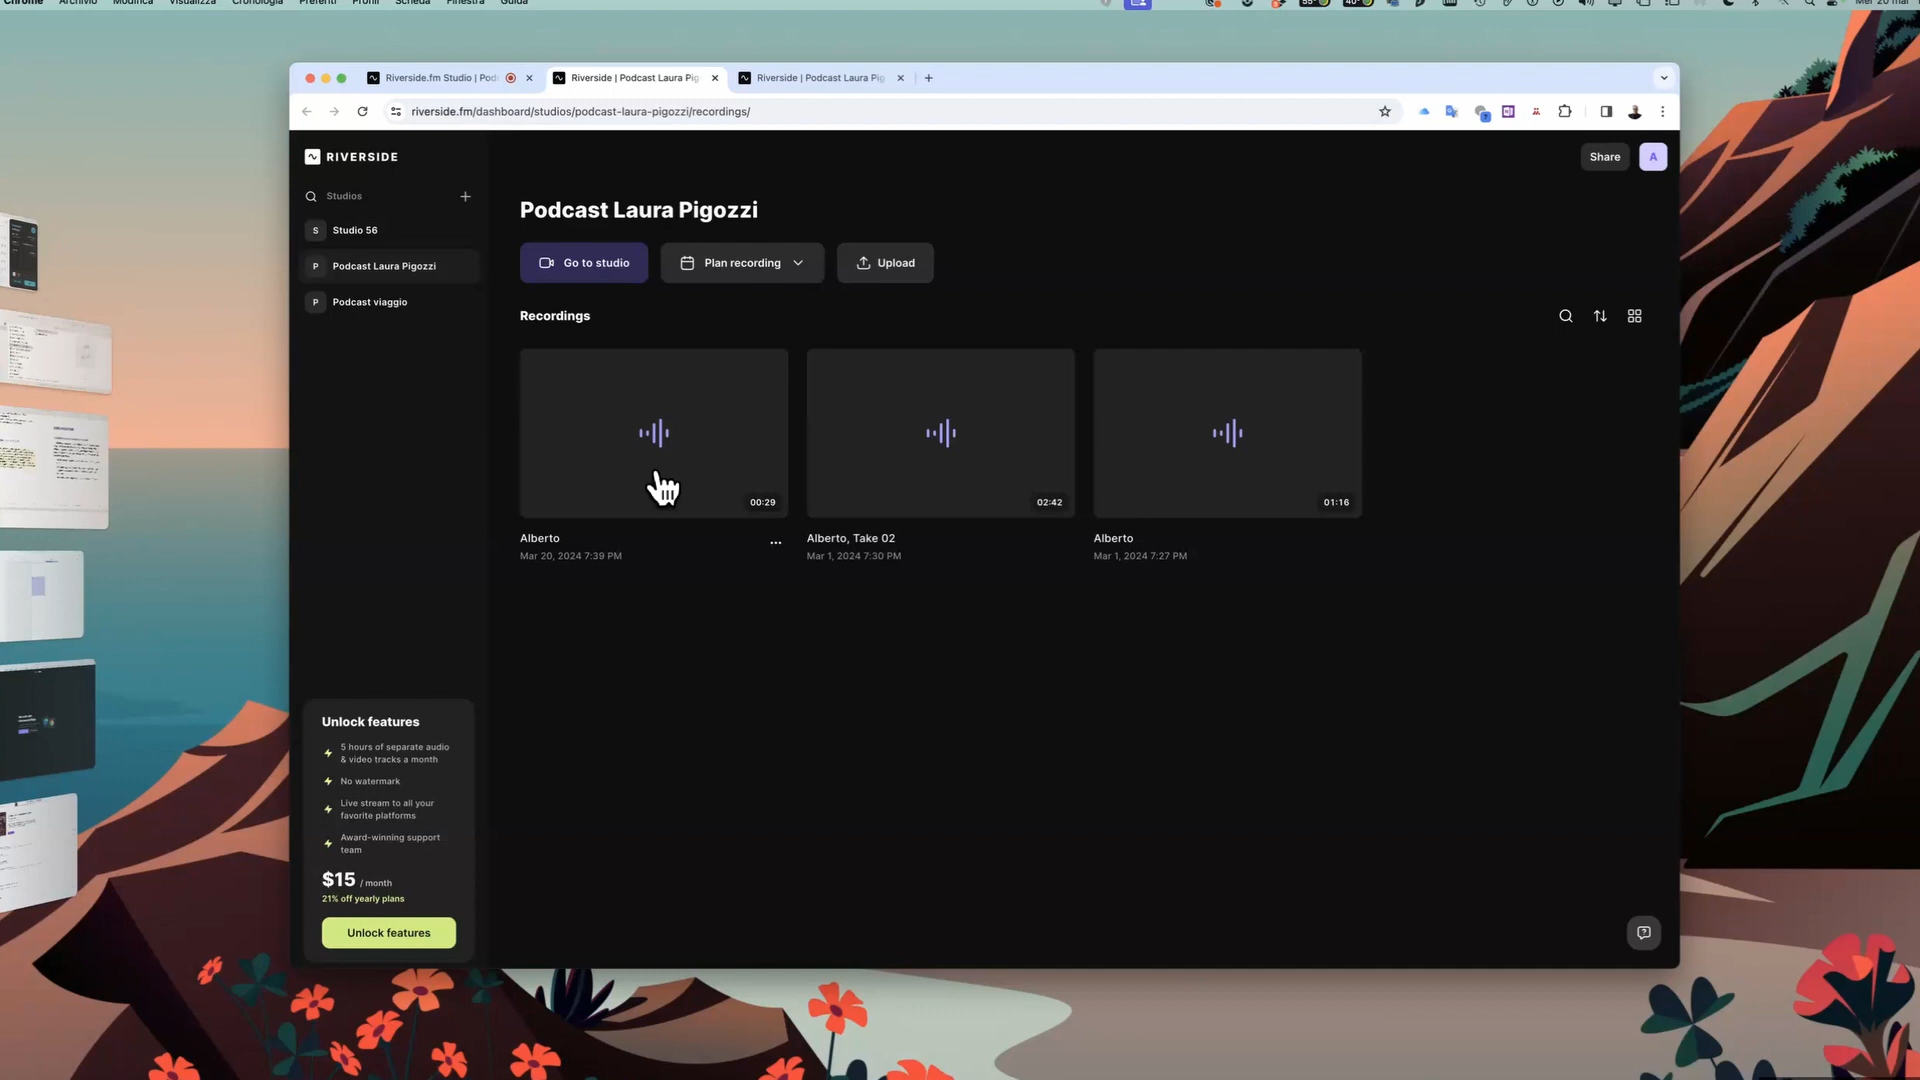 Chrome Archivio Modifica Visualizza Cronologia Preferiti Profili Scheda Finestra Guida
Mer 20 mar
Riverside.fm Studio | Pod
Riverside | Podcast Laura Pig
Riverside | Podcast Laura Pig
riverside.fm/dashboard/studios/podcast-laura-pigozzi/recordings/
RIVERSIDE
Share
A
Studios
S Studio 56
P Podcast Laura Pigozzi
P Podcast viaggio
Podcast Laura Pigozzi
Go to studio
Plan recording
Upload
Recordings
00:29
02:42
01:16
Alberto
Mar 20, 2024 7:39 PM
Alberto, Take 02
Mar 1, 2024 7:30 PM
Alberto
Mar 1, 2024 7:27 PM
Unlock features
5 hours of separate audio
& video tracks a month
No watermark
Live stream to all your
favorite platforms
Award-winning support
team
$15 / month
21% off yearly plans
Unlock features